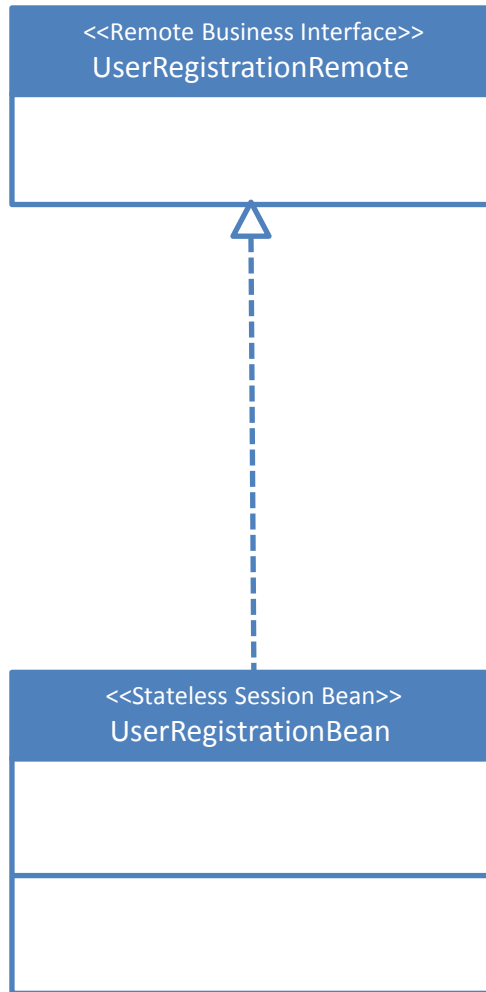 <<Remote Business Interface>>
UserRegistrationRemote
<<Stateless Session Bean>>
UserRegistrationBean